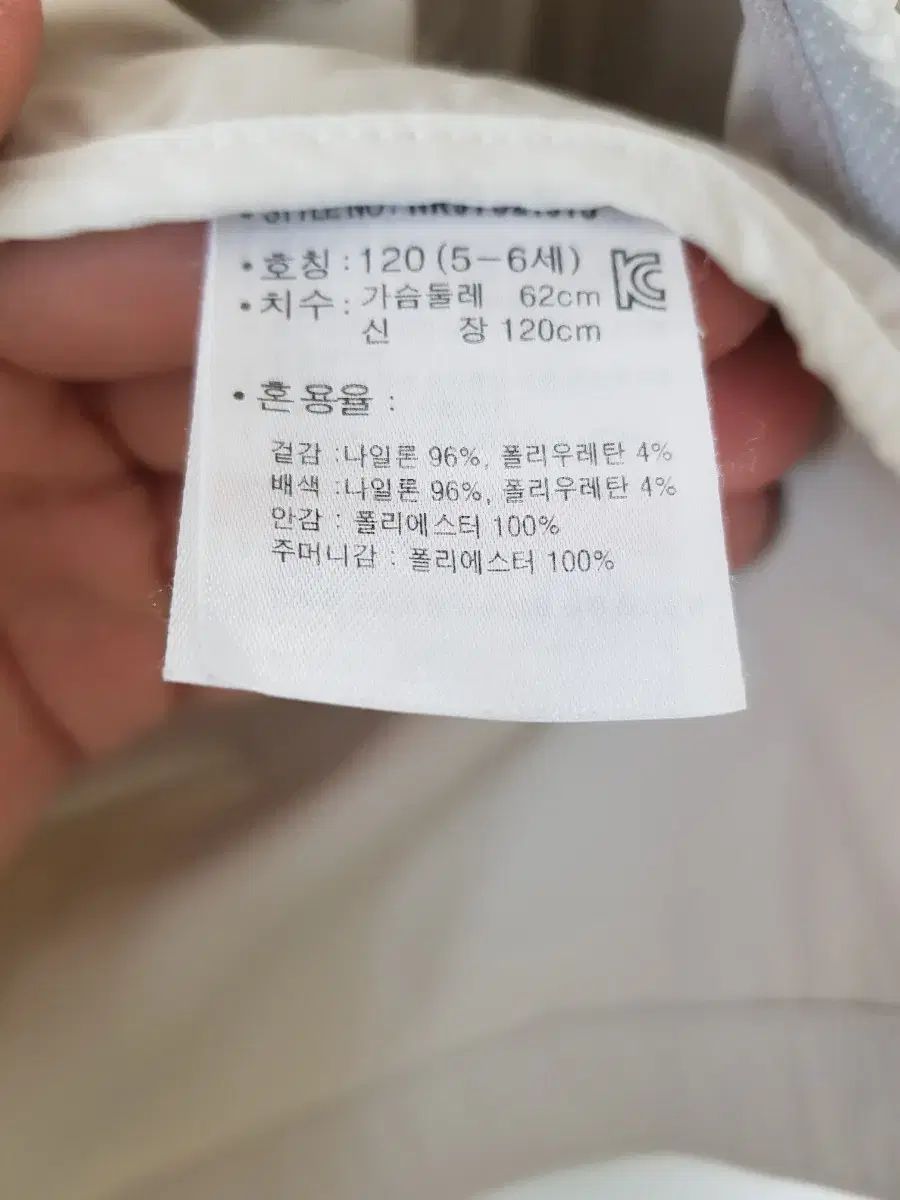 • STYLE NO :
• 호칭 : 120 (5-6세)
• 치수 : 가슴둘레 62cm
신 장 120cm
• 혼용율 :
겉감 : 나일론 96%, 폴리우레탄 4%
배색 : 나일론 96%, 폴리우레탄 4%
안감 : 폴리에스터 100%
주머니감 : 폴리에스터 100%